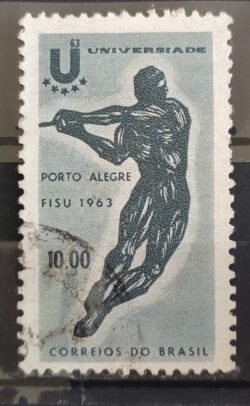 U 63 UNIVERSIADE
PORTO ALEGRE
FISU 1963
10,00
CORREIOS DO BRASIL